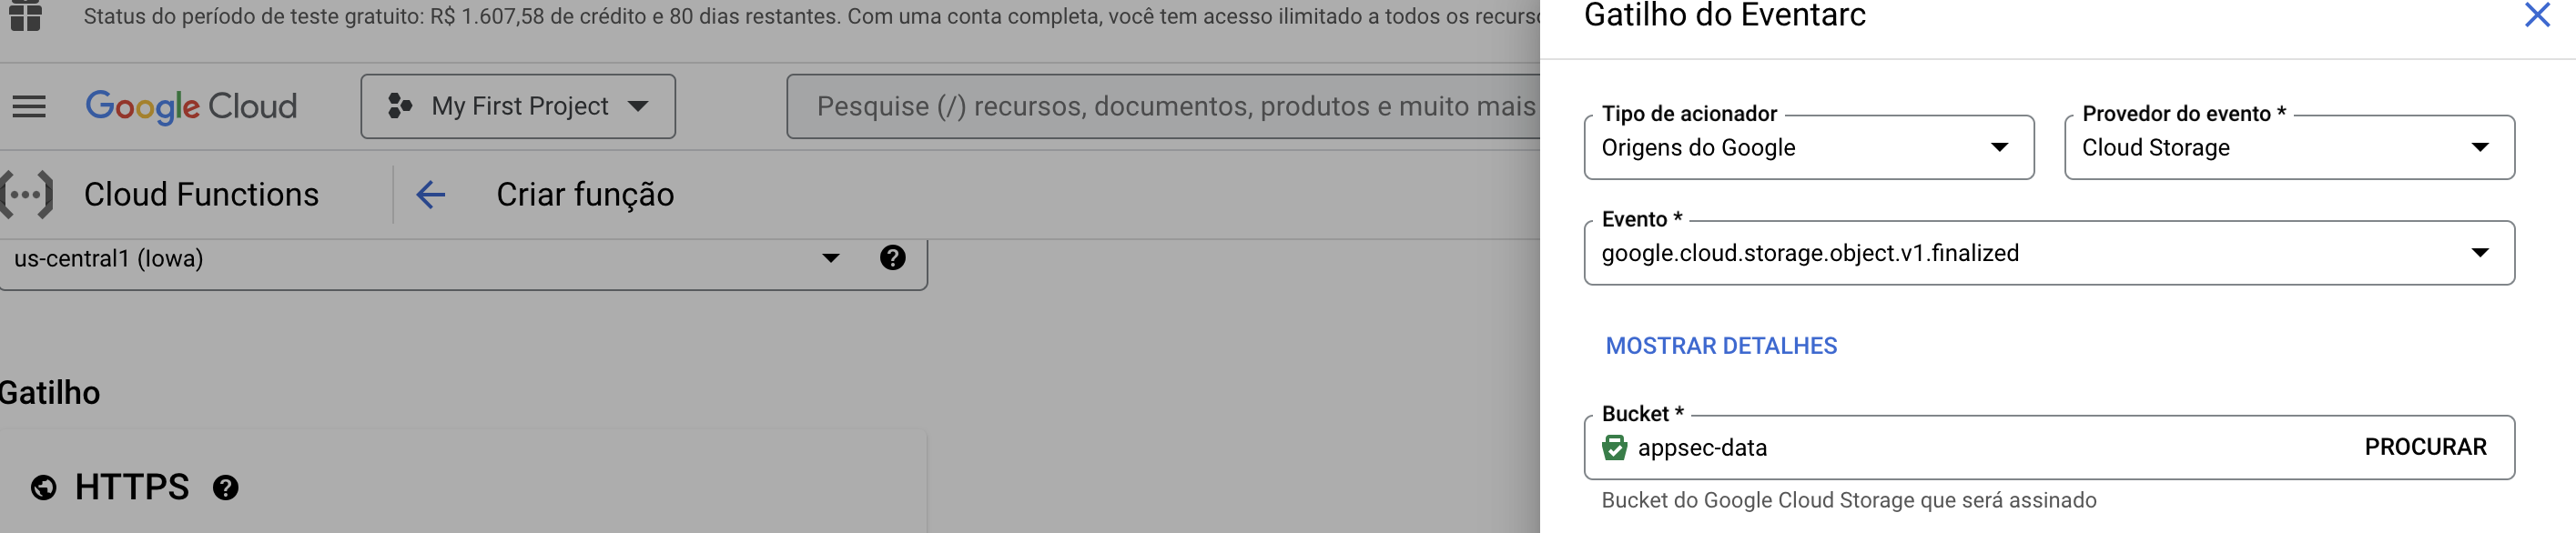 Status do período de teste gratuito: R$ 1.607,58 de crédito e 80 dias restantes. Com uma conta completa, você tem acesso ilimitado a todos os
Google Cloud
My First Project
Pesquise (/) recursos, documentos, produtos e muito mais
Cloud Functions
Criar função
us-central1 (Iowa)
Gatilho
HTTPS
Gatilho do Eventarc
Tipo de acionador
Origens do Google
Provedor do evento *
Cloud Storage
Evento *
google.cloud.storage.object.v1.finalized
MOSTRAR DETALHES
Bucket *
appsec-data
PROCURAR
Bucket do Google Cloud Storage que será assinado